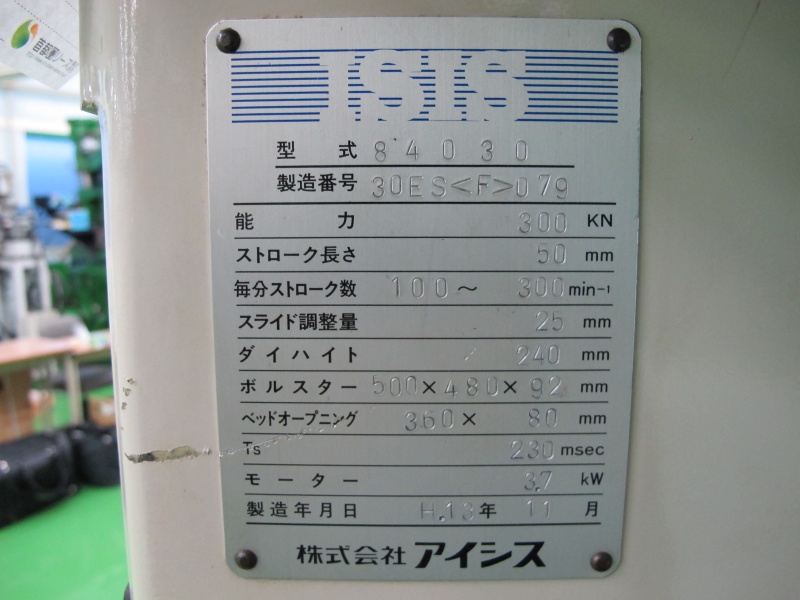 ISIS
型式 84030
製造番号 30ES<F>079
能力 300 KN
ストローク長さ 50 mm
毎分ストローク数 100～300 min-1
スライド調整量 25 mm
ダイハイト 240 mm
ボルスター 500×480×92 mm
ベッドオープニング 360× 80 mm
Ts 230 msec
モーター 3.7 kW
製造年月日 H.13年 11月
株式会社 アイシス